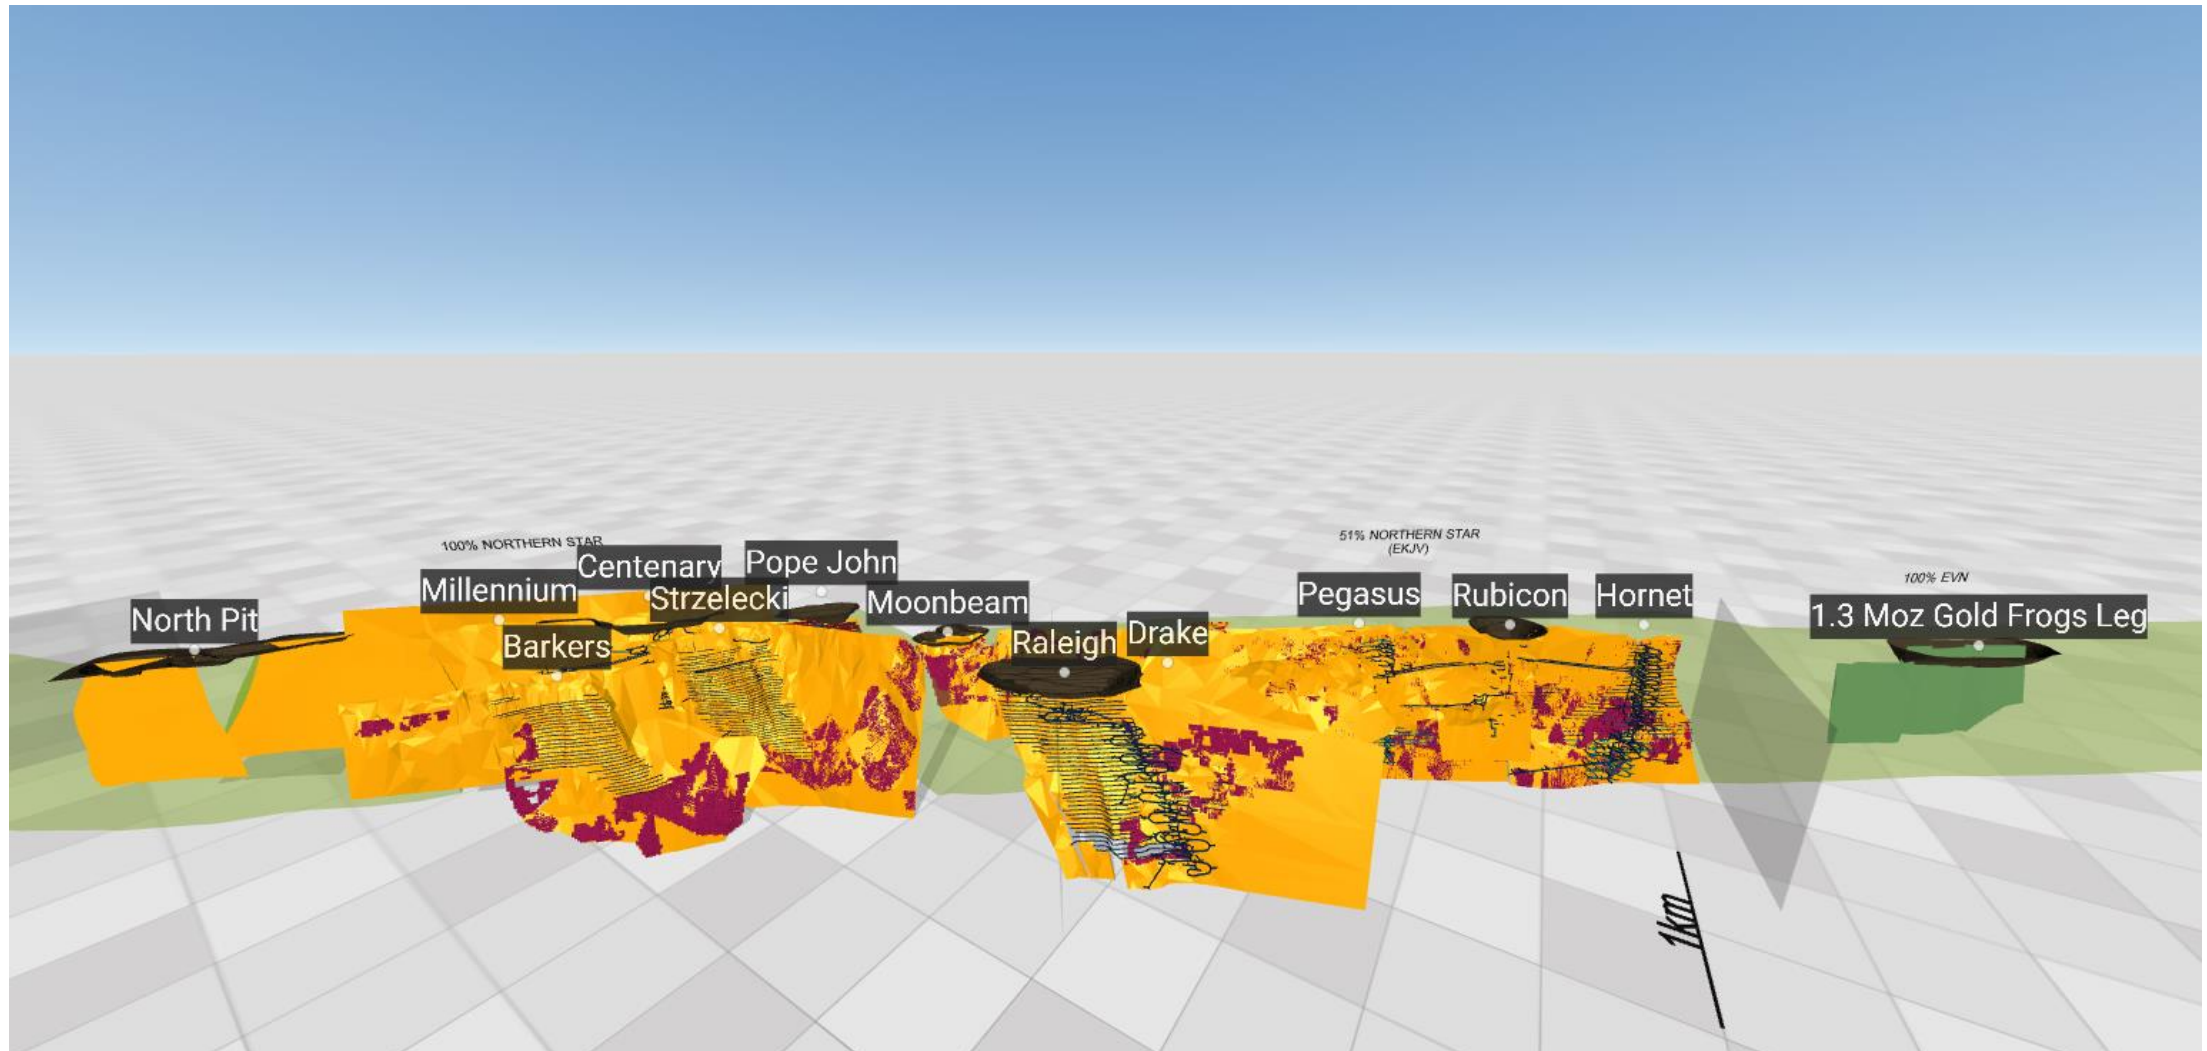 100% NORTHERN STAR
51% NORTHERN STAR
(EKJV)
100% EVN
Centenary
Pope John
Millennium
Strzelecki
Moonbeam
Pegasus
Rubicon
Hornet
North Pit
1.3 Moz Gold Frogs Leg
Barkers
Raleigh
Drake
1km